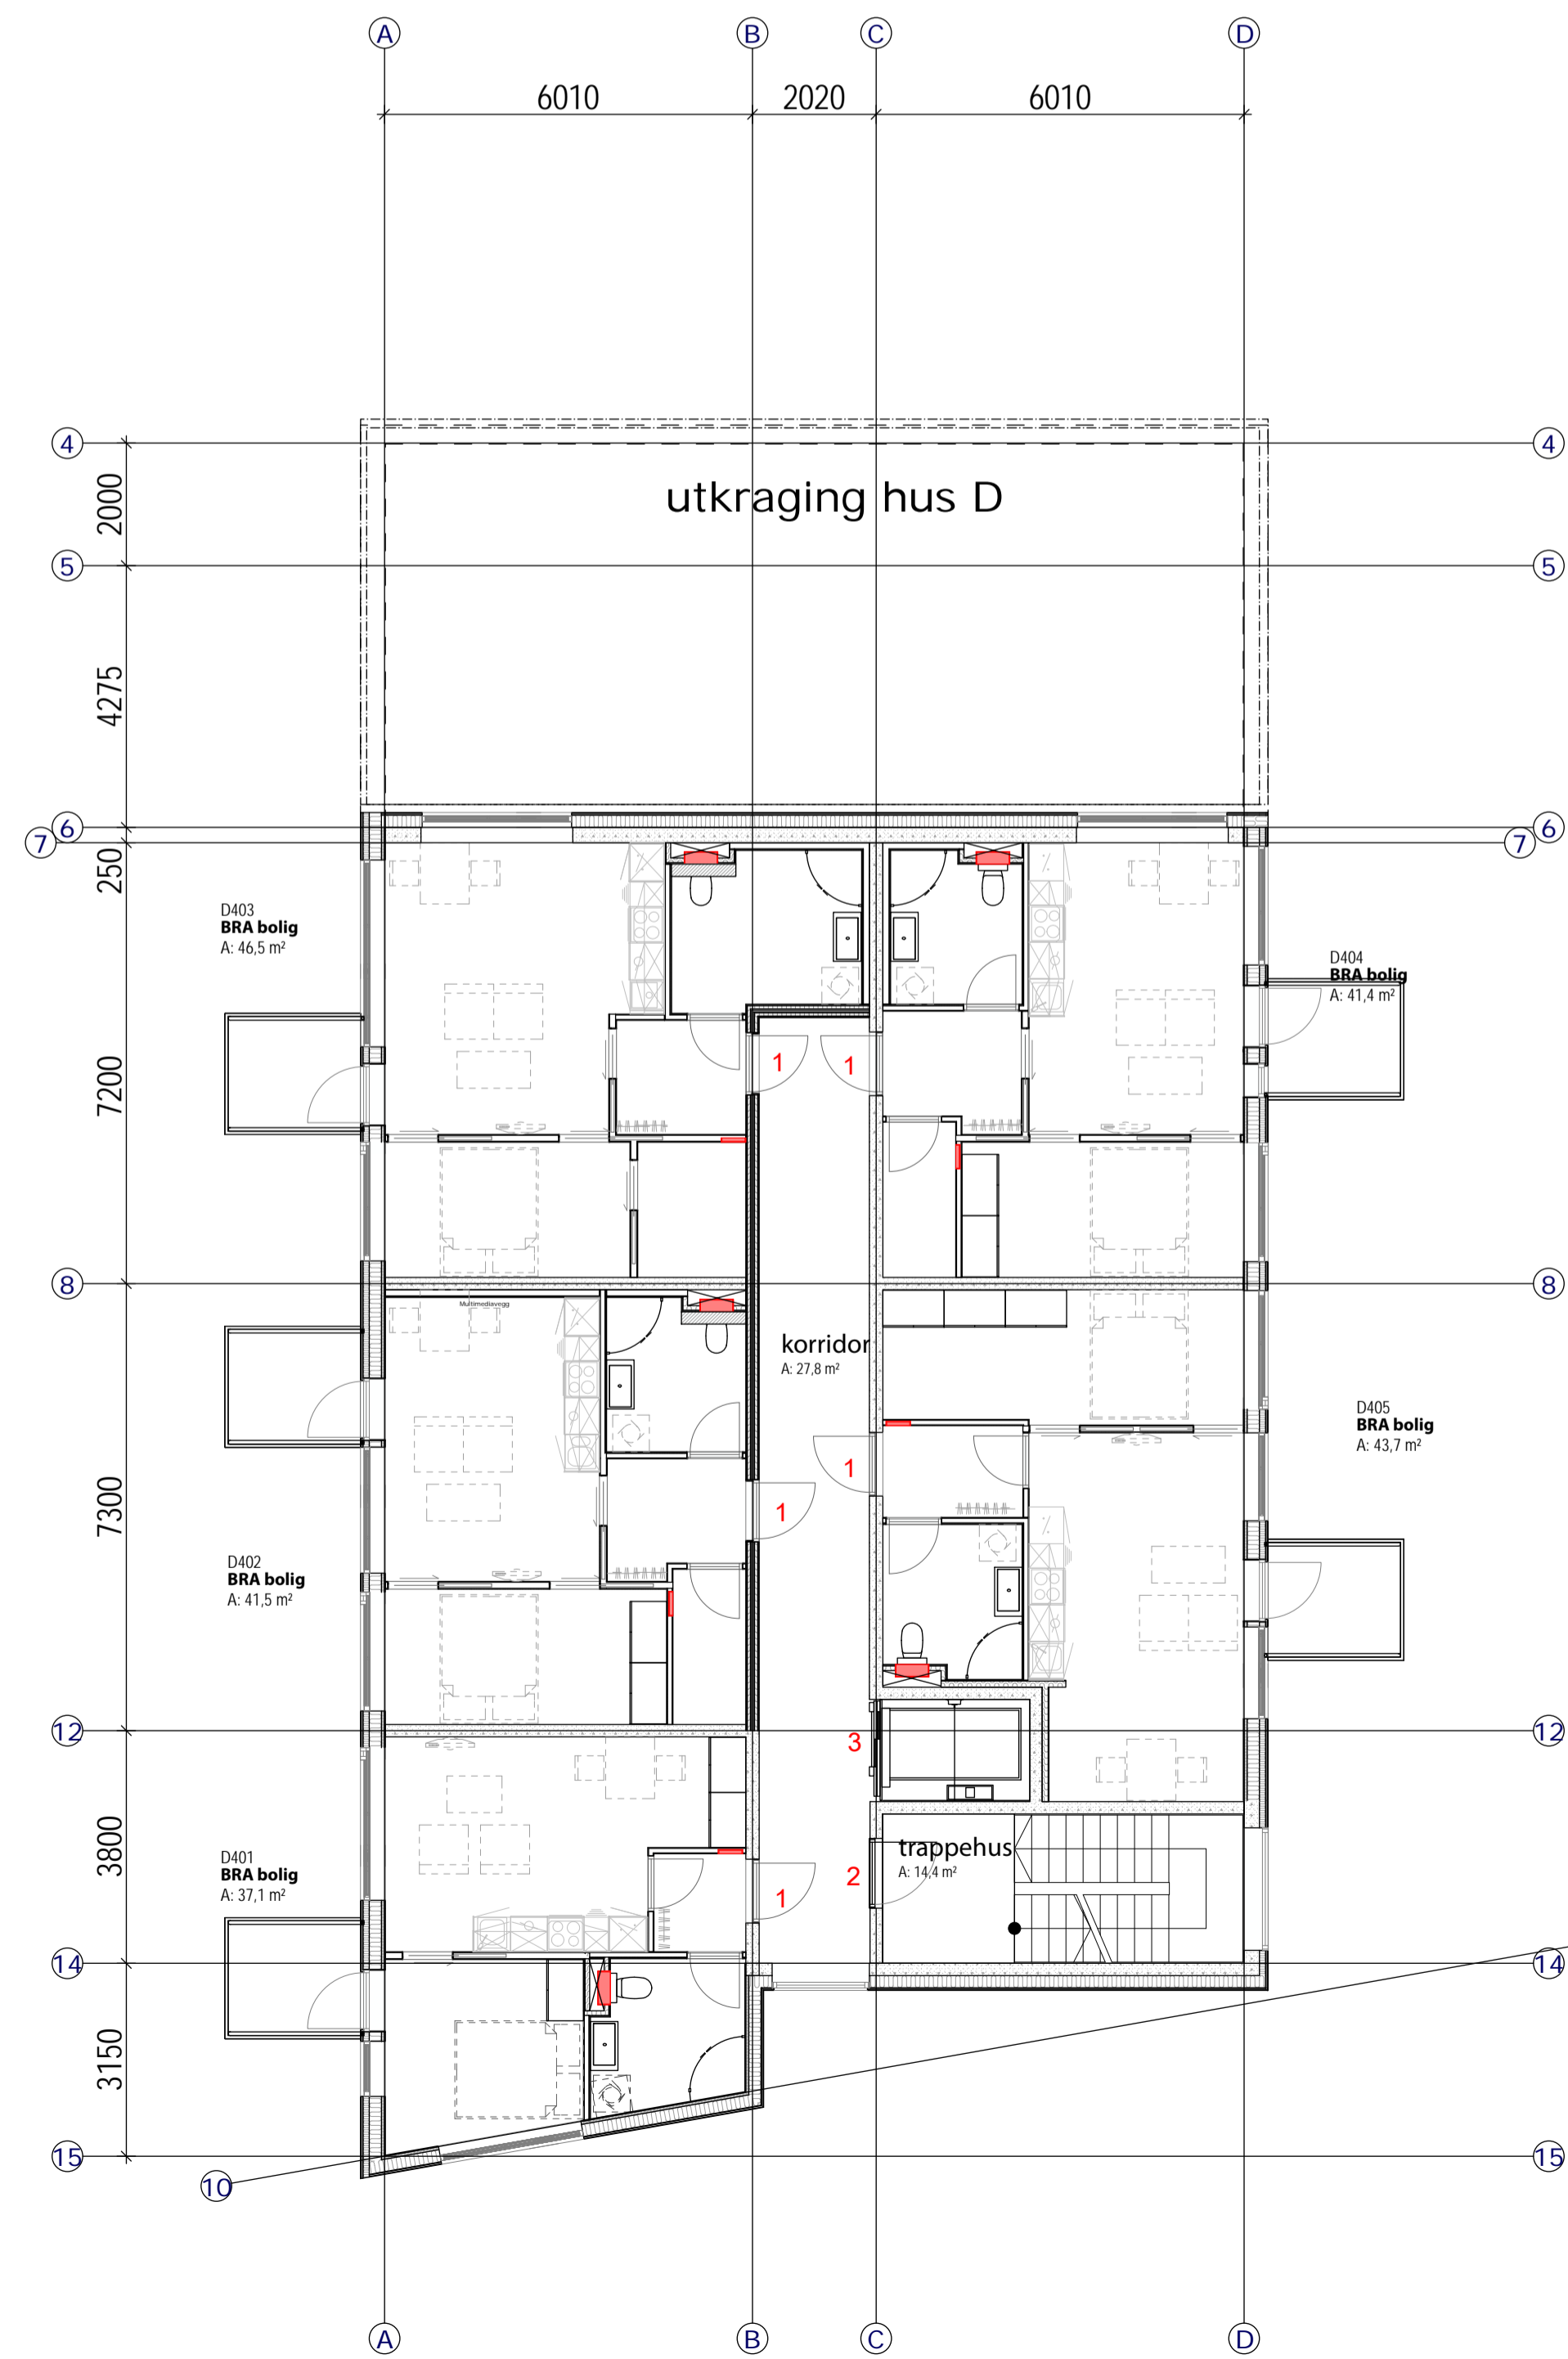 A B C D
6010 2020 6010
4 4
2000
utkraging hus D
5 5
4275
6 6
7 7
250
D403
BRA bolig
A: 46,5 m²
D404
BRA bolig
A: 41,4 m²
7200
1 1
8 8
Multimediavegg
korridor
A: 27,8 m²
D405
BRA bolig
A: 43,7 m²
1
7300
1
D402
BRA bolig
A: 41,5 m²
12 12
3
3800
trappehus
A: 14,4 m²
D401
BRA bolig
A: 37,1 m²
2
1
14 14
3150
15 15
10
A B C D